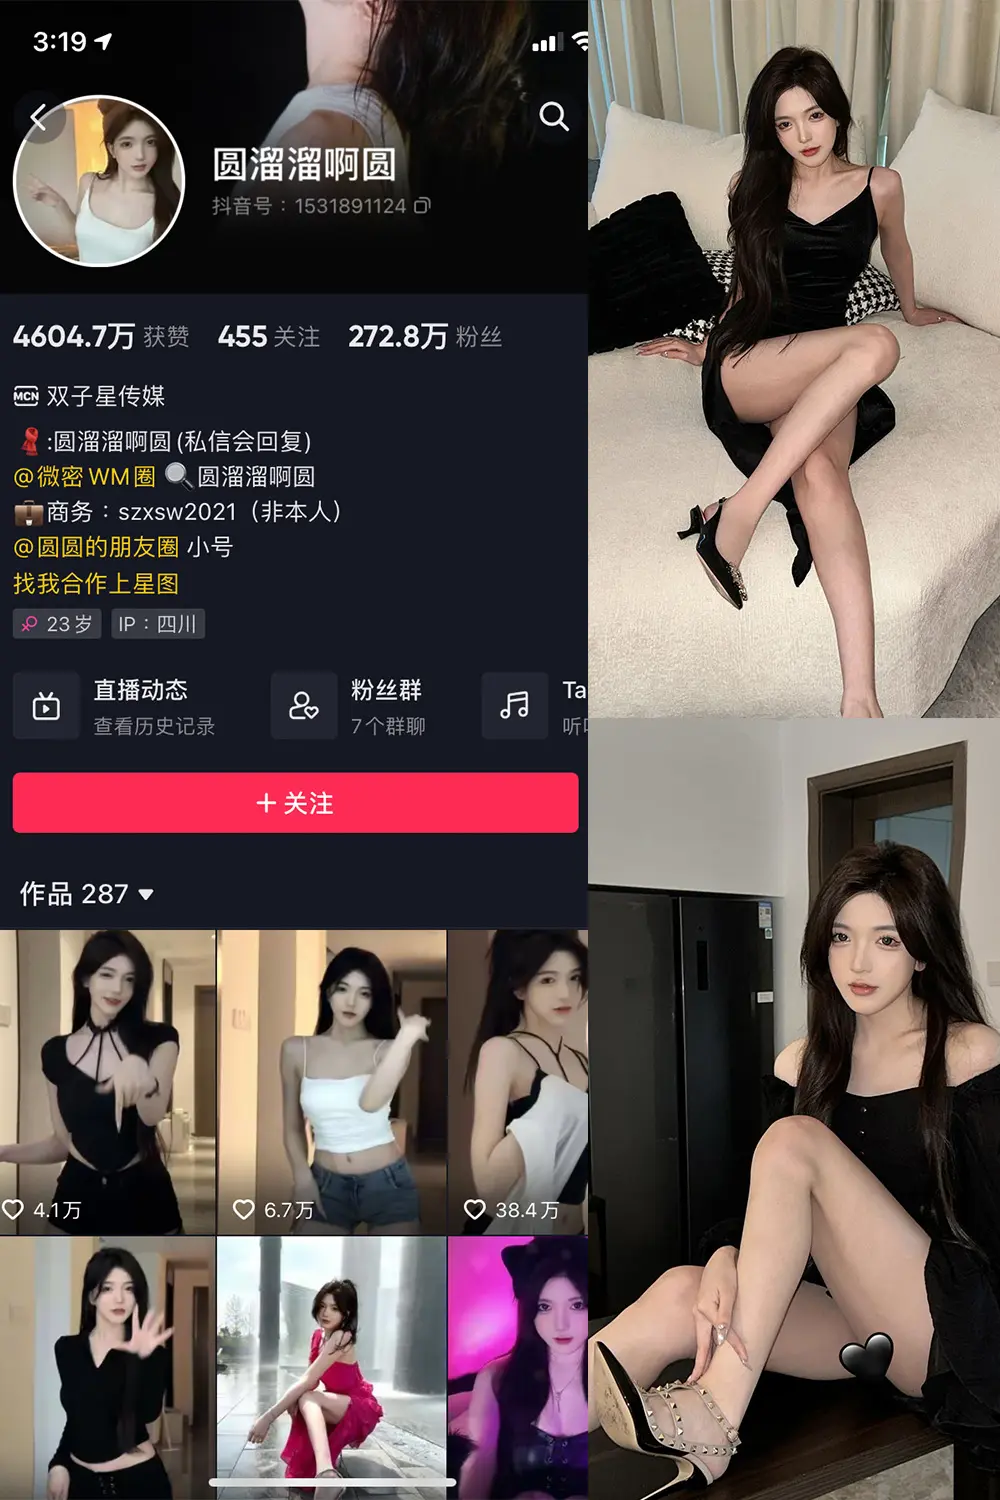 3:19
圆溜溜啊圆
抖音号：1531891124
4604.7万 获赞 455 关注 272.8万 粉丝
MCN 双子星传媒
:圆溜溜啊圆(私信会回复)
@微密WM圈 圆溜溜啊圆
商务：szxsw2021（非本人）
@圆圆的朋友圈 小号
找我合作上星图
23岁 IP：四川
直播动态 粉丝群 Ta
查看历史记录 7个群聊 听
+ 关注
作品 287
4.1万 6.7万 38.4万